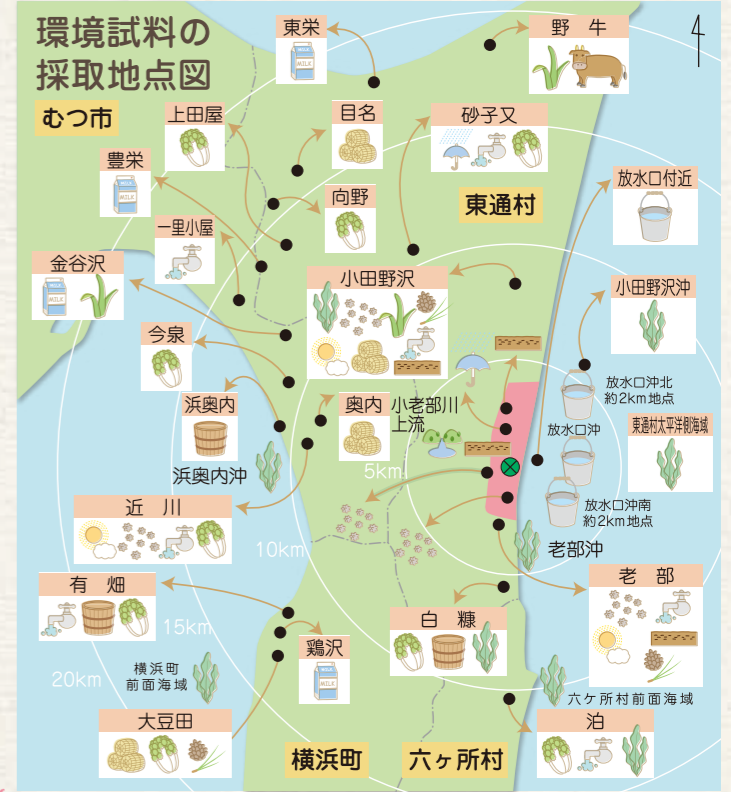 環境試料の
採取地点図
むつ市
東栄
MILK
野 牛
上田屋
目名
砂子又
豊栄
MILK
向野
東通村
放水口付近
一里小屋
金谷沢
MILK
小田野沢
小田野沢沖
今泉
浜奥内
奥内
小老部川
上流
放水口沖北
約2km地点
東通村太平洋側海域
放水口沖
浜奥内沖
5km
近 川
放水口沖南
約2km地点
10km
老部沖
有 畑
老 部
15km
白 糠
鶏沢
MILK
横浜町
前面海域
20km
六ケ所村前面海域
大豆田
泊
横浜町
六ヶ所村